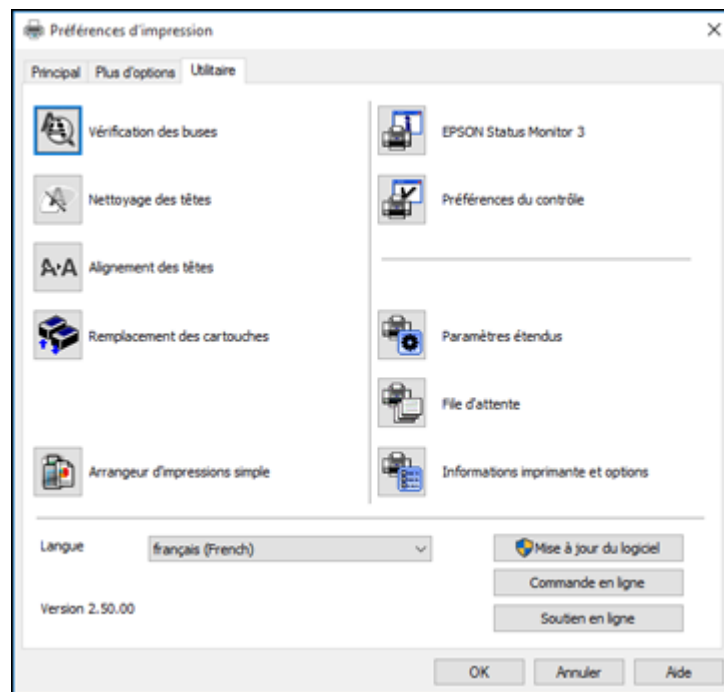 Préférences d'impression
Principal
Plus d'options
Utilitaire
Vérification des buses
Nettoyage des têtes
Alignement des têtes
Remplacement des cartouches
Arrangeur d'impressions simple
EPSON Status Monitor 3
Préférences du contrôle
Paramètres étendus
File d'attente
Informations imprimante et options
Langue
français (French)
Version 2.50.00
Mise à jour du logiciel
Commande en ligne
Soutien en ligne
OK
Annuler
Aide